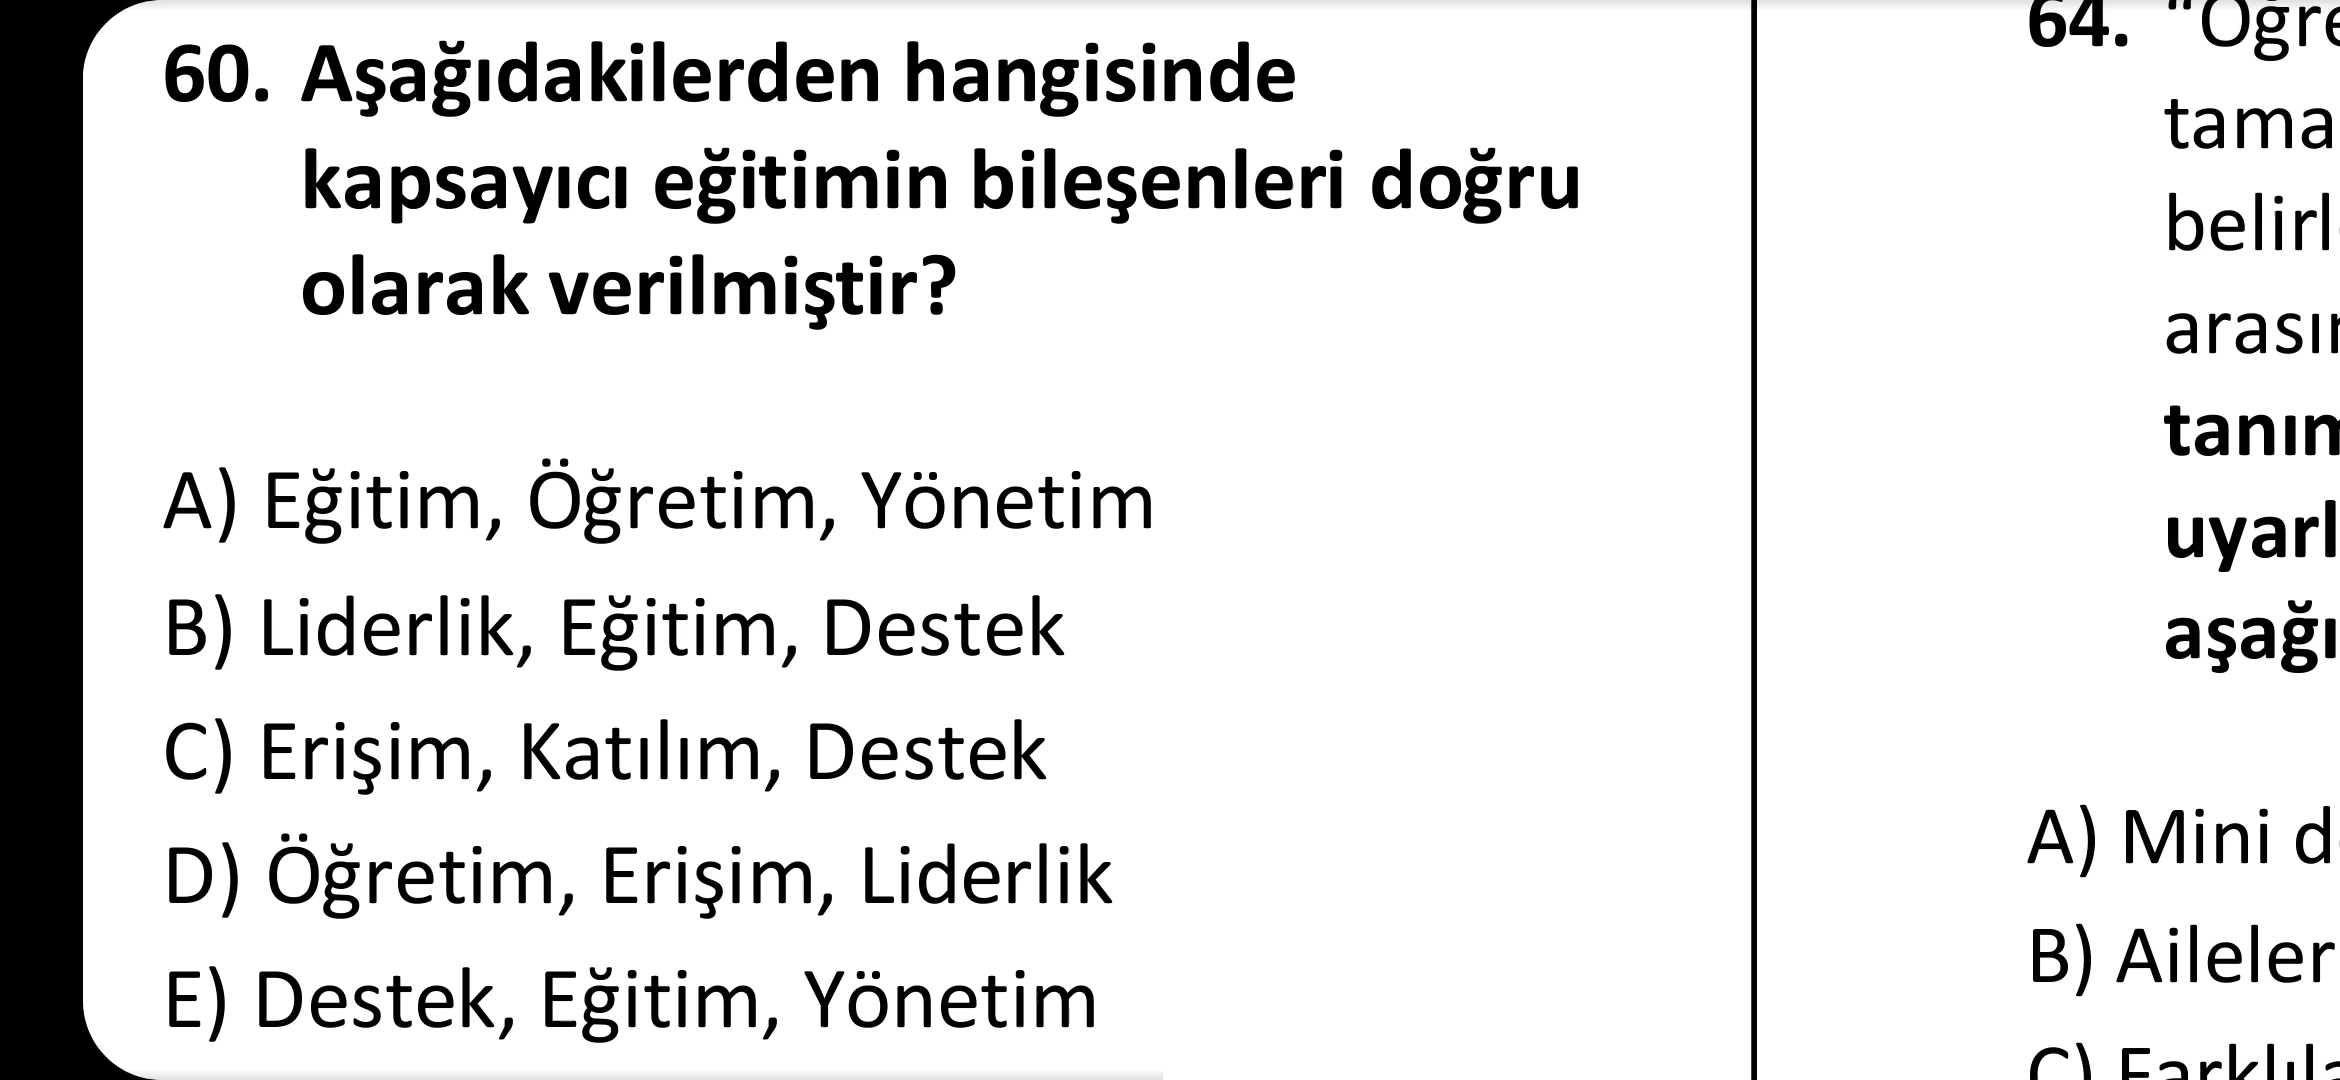 60. Aşağıdakilerden hangisinde
kapsayıcı eğitimin bileşenleri doğru
olarak verilmiştir?
A) Eğitim, Öğretim, Yönetim
B) Liderlik, Eğitim, Destek
C) Erişim, Katılım, Destek
D) Öğretim, Erişim, Liderlik
E) Destek, Eğitim, Yönetim
64.
A) Mini
B) Aileler
C)